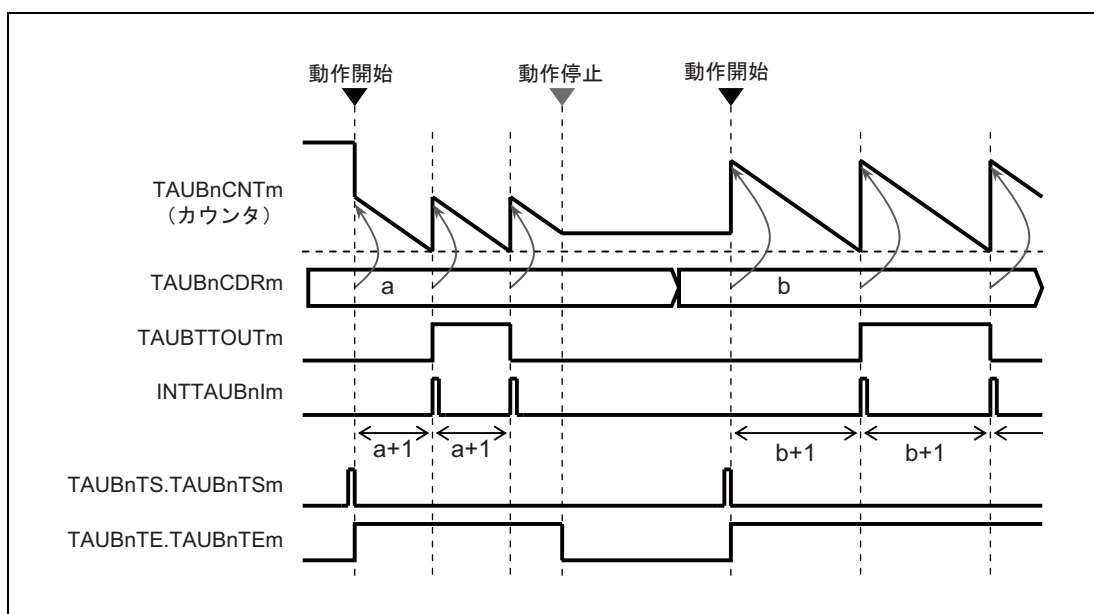 動作開始
動作停止
動作開始
TAUBnCNTm
（カウンタ）
TAUBnCDRm
a
b
TAUBTTOUTm
INTTAUBnIm
a+1
a+1
b+1
b+1
TAUBnTS.TAUBnTSm
TAUBnTE.TAUBnTEm